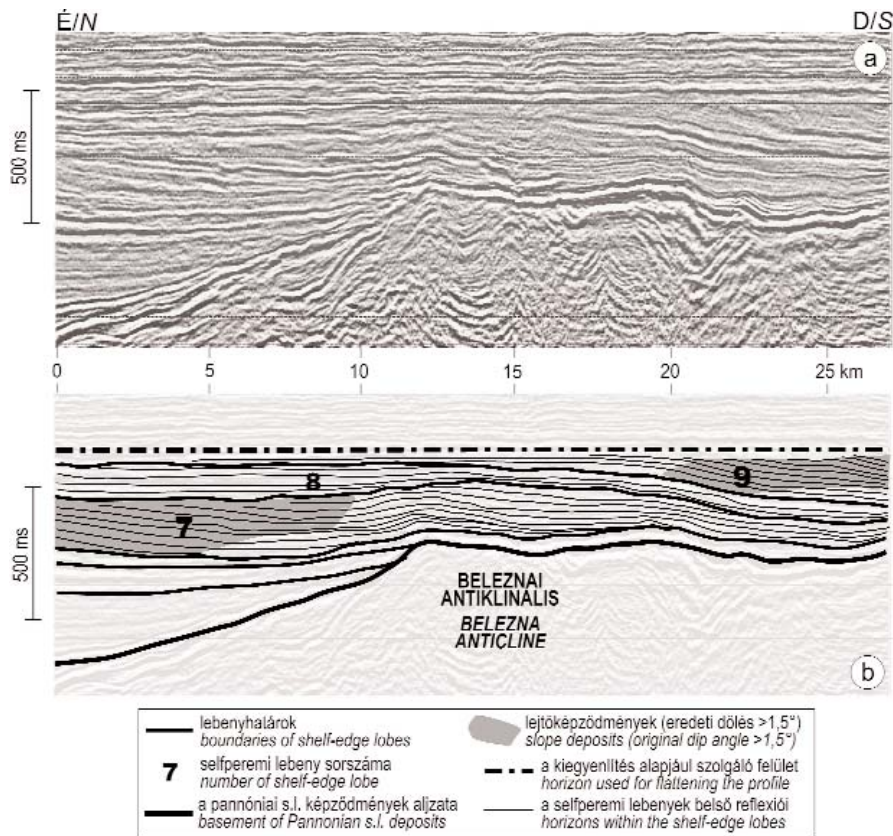 É/N D/S
a
500 ms
0 5 10 15 20 25 km
8
9
7
500 ms
BELEZNAI
ANTIKLINÁLIS
BELEZNA
ANTICLINE
b
lebenyhatárok
boundaries of shelf-edge lobes
7 selfperemi lebeny sorszáma
number of shelf-edge lobe
a pannóniai s.l. képződmények aljzata
basement of Pannonian s.l. deposits
lejtőképződmények (eredeti dőlés >1,5°)
slope deposits (original dip angle >1,5°)
a kiegyenlítés alapjául szolgáló felület
horizon used for flattening the profile
a selfperemi lebenyek belső reflexiói
horizons within the shelf-edge lobes